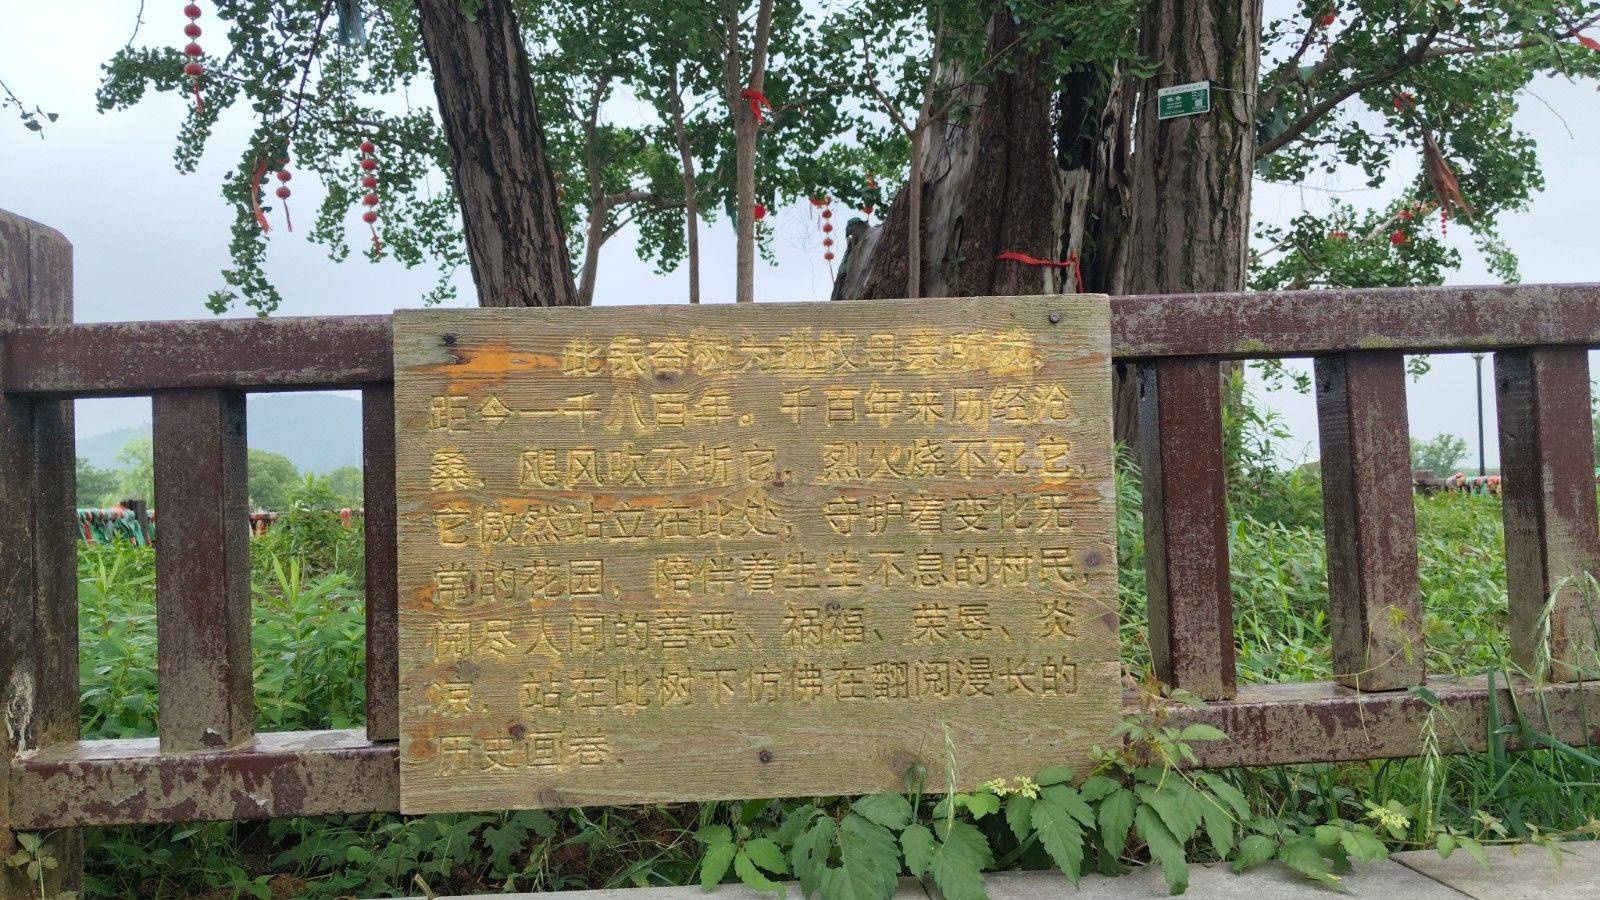 银杏
此银杏树为孙权母亲所栽，
距今一千八百年。千百年来历经沧
桑，飓风吹不折它，烈火烧不死它，
它傲然站立在此处，守护着变化无
常的花园，陪伴着生生不息的村民，
阅尽人间的善恶、祸福、荣辱、炎
凉，站在此树下仿佛在翻阅漫长的
历史画卷.